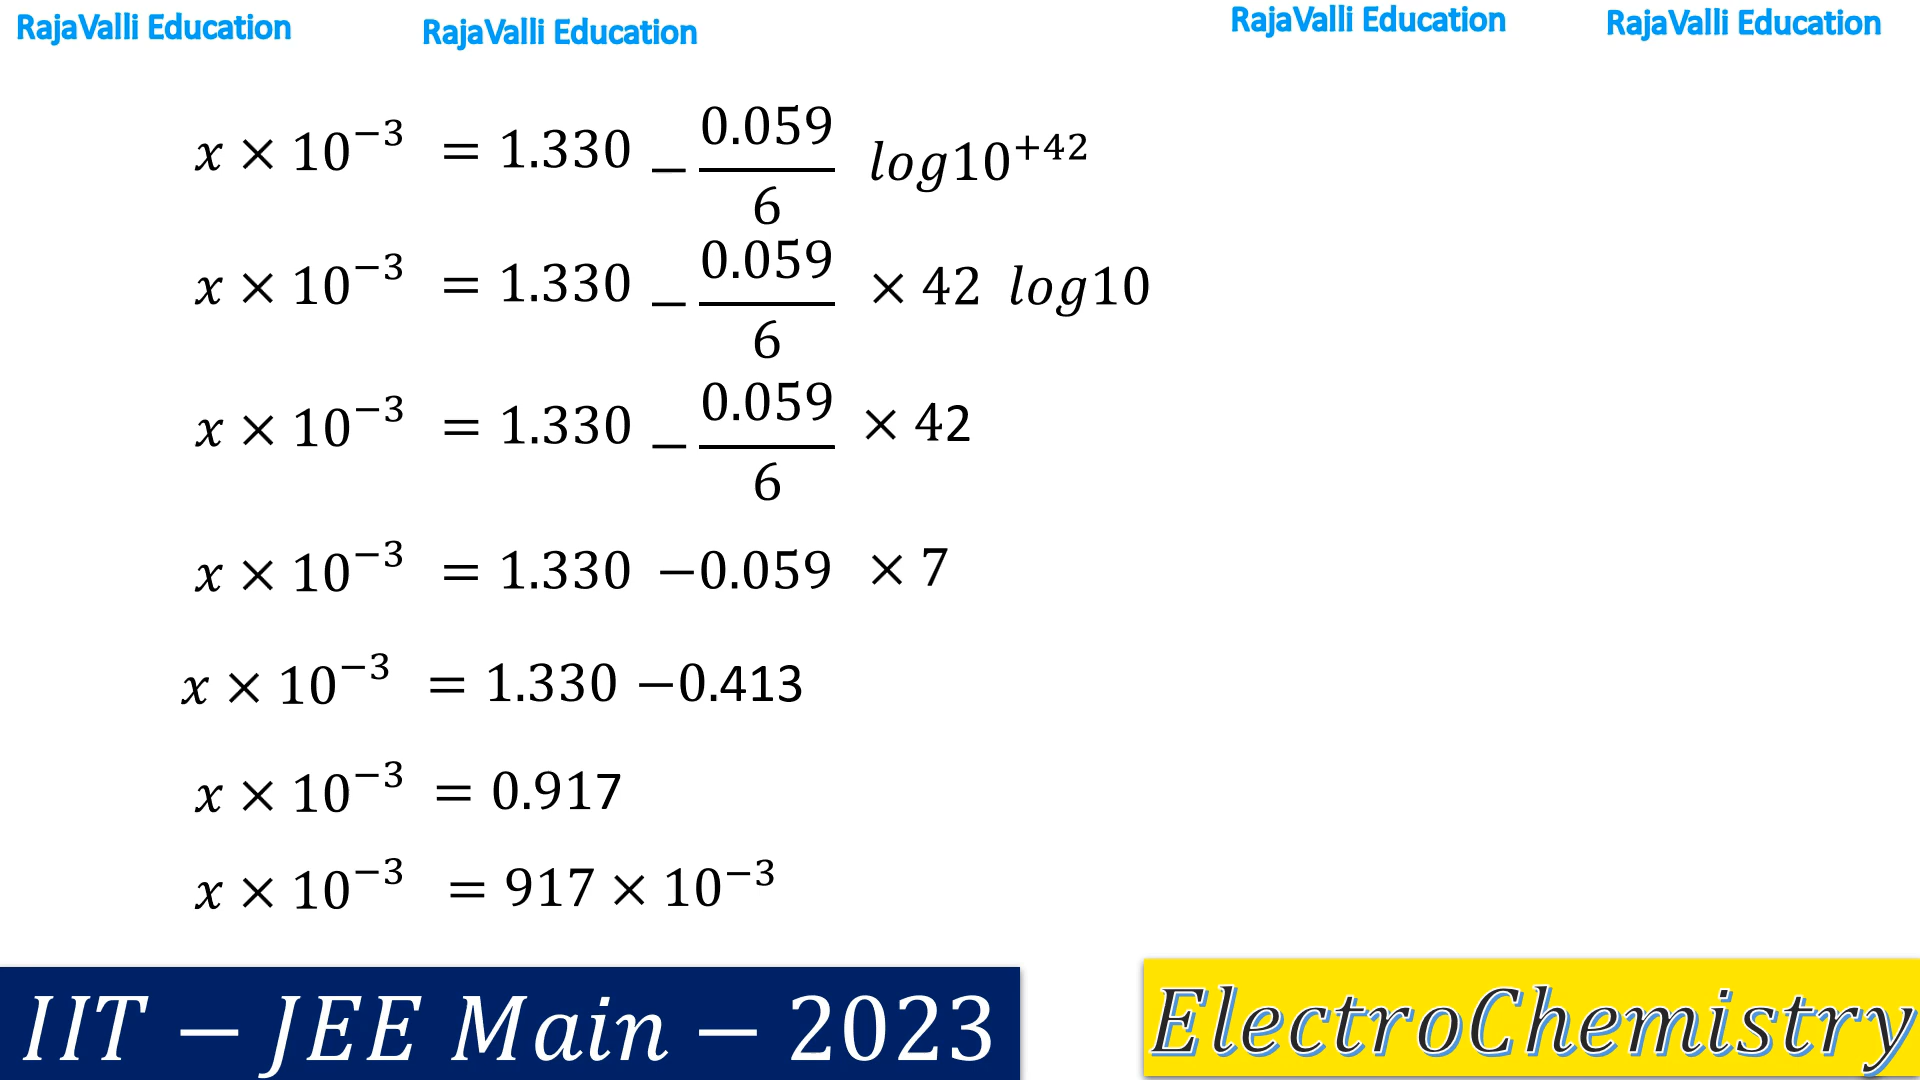 RajaValli Education RajaValli Education RajaValli Education RajaValli Education
x × 10⁻³ = 1.330 − 0.059/6 log10⁺⁴²
x × 10⁻³ = 1.330 − 0.059/6 × 42 log10
x × 10⁻³ = 1.330 − 0.059/6 × 42
x × 10⁻³ = 1.330 −0.059 × 7
x × 10⁻³ = 1.330 −0.413
x × 10⁻³ = 0.917
x × 10⁻³ = 917 × 10⁻³
IIT − JEE Main − 2023 ElectroChemistry